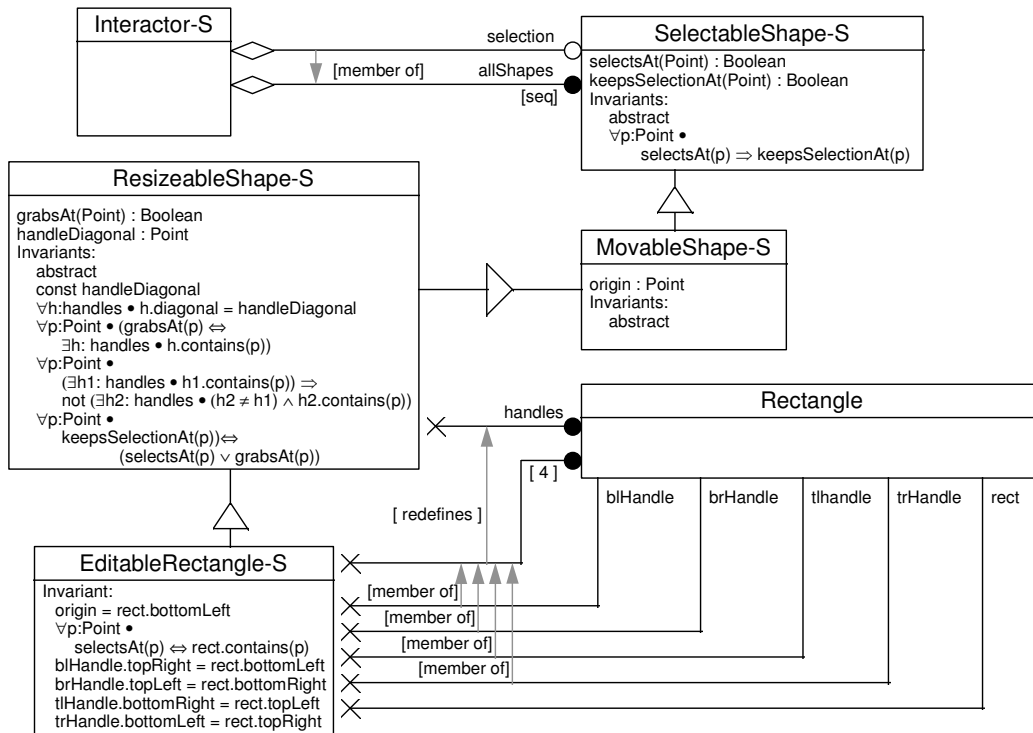 Interactor-S
selection
[member of]
allShapes
[seq]
SelectableShape-S
selectsAt(Point) : Boolean
keepsSelectionAt(Point) : Boolean
Invariants:
abstract
∀p:Point •
selectsAt(p) ⇒ keepsSelectionAt(p)
ResizeableShape-S
grabsAt(Point) : Boolean
handleDiagonal : Point
Invariants:
abstract
const handleDiagonal
∀h:handles • h.diagonal = handleDiagonal
∀p:Point • (grabsAt(p) ⇔
∃h: handles • h.contains(p))
∀p:Point •
(∃h1: handles • h1.contains(p)) ⇒
not (∃h2: handles • (h2 ≠ h1) ∧ h2.contains(p))
∀p:Point •
keepsSelectionAt(p))⇔
(selectsAt(p) ∨ grabsAt(p))
MovableShape-S
origin : Point
Invariants:
abstract
handles
[ 4 ]
Rectangle
[ redefines ]
blHandle
brHandle
tlhandle
trHandle
rect
EditableRectangle-S
Invariant:
origin = rect.bottomLeft
∀p:Point •
selectsAt(p) ⇔ rect.contains(p)
blHandle.topRight = rect.bottomLeft
brHandle.topLeft = rect.bottomRight
tlHandle.bottomRight = rect.topLeft
trHandle.bottomLeft = rect.topRight
[member of]
[member of]
[member of]
[member of]